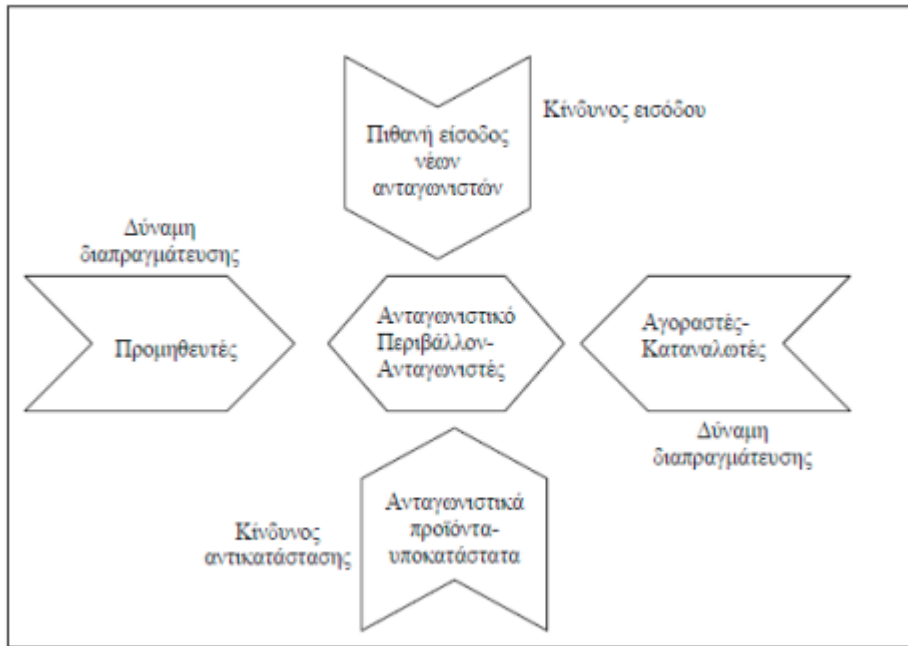 Κίνδυνος εισόδου
Πιθανή είσοδος
νέων
ανταγωνιστών
Δύναμη
διαπραγμάτευσης
Προμηθευτές
Ανταγωνιστικό
Περιβάλλον-
Ανταγωνιστές
Αγοραστές-
Καταναλωτές
Δύναμη
διαπραγμάτευσης
Κίνδυνος
αντικατάστασης
Ανταγωνιστικά
προϊόντα-
υποκατάστατα